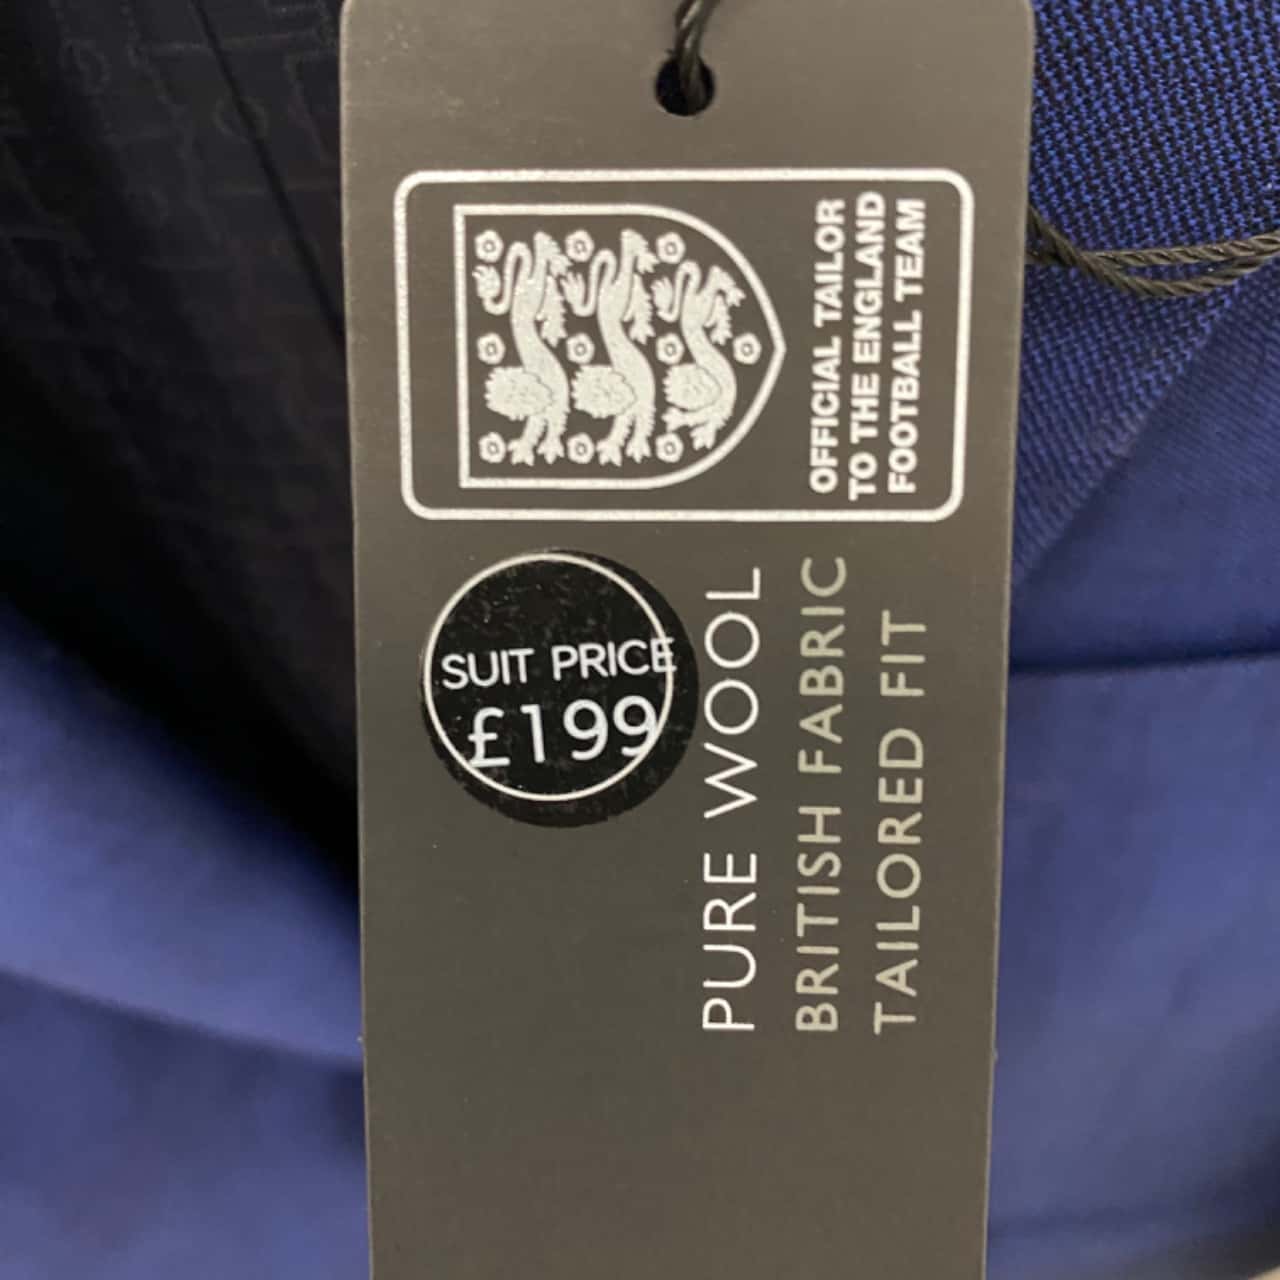 OFFICIAL TAILOR
TO THE ENGLAND
FOOTBALL TEAM
SUIT PRICE
£199
PURE WOOL
BRITISH FABRIC
TAILORED FIT